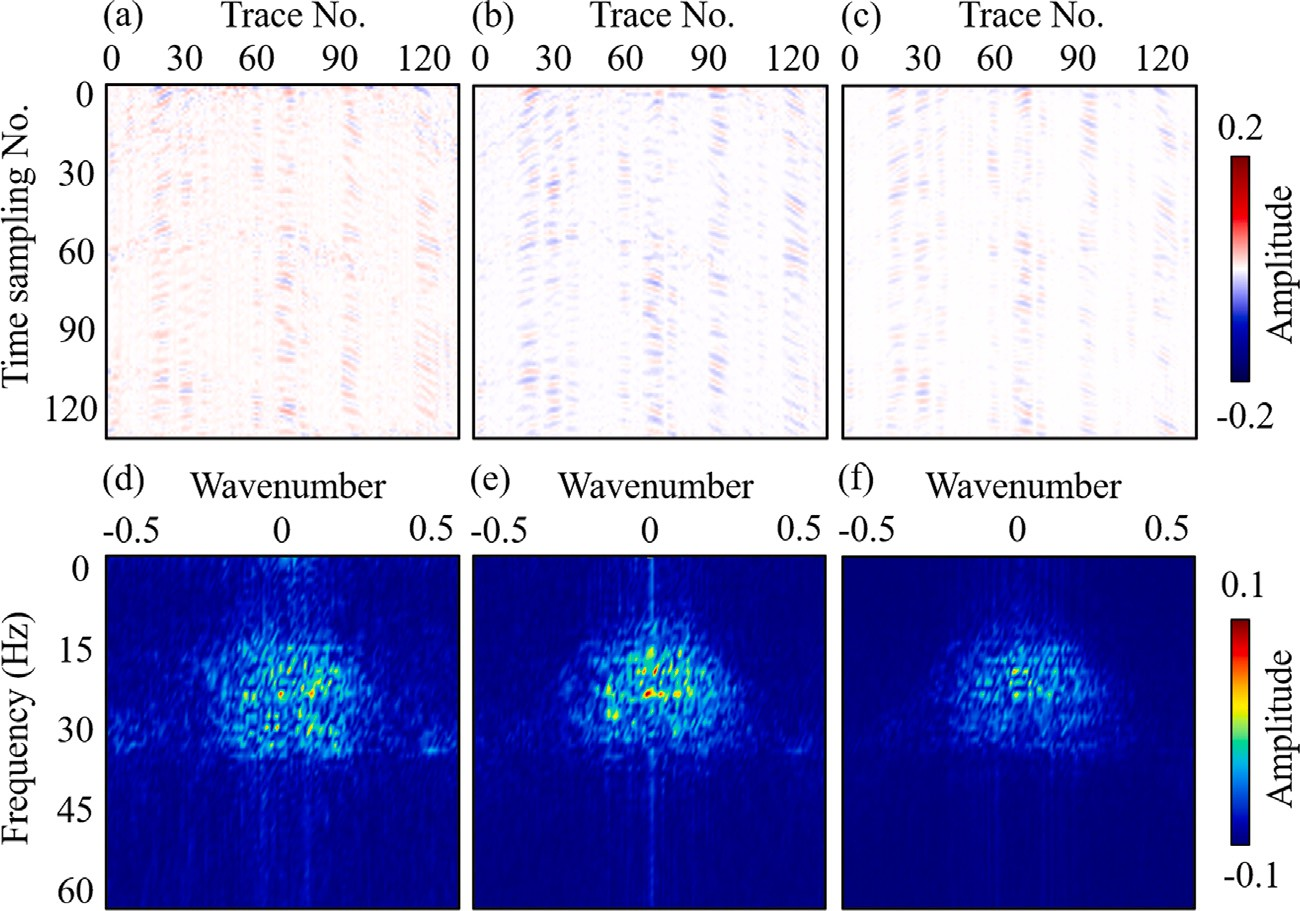 (a) Trace No. (b) Trace No. (c) Trace No.
0 30 60 90 120 0 30 60 90 120 0 30 60 90 120
Time sampling No.
0
30
60
90
120
0.2
Amplitude
-0.2
(d) Wavenumber (e) Wavenumber (f) Wavenumber
-0.5 0 0.5 -0.5 0 0.5 -0.5 0 0.5
Frequency (Hz)
0
15
30
45
60
0.1
Amplitude
-0.1